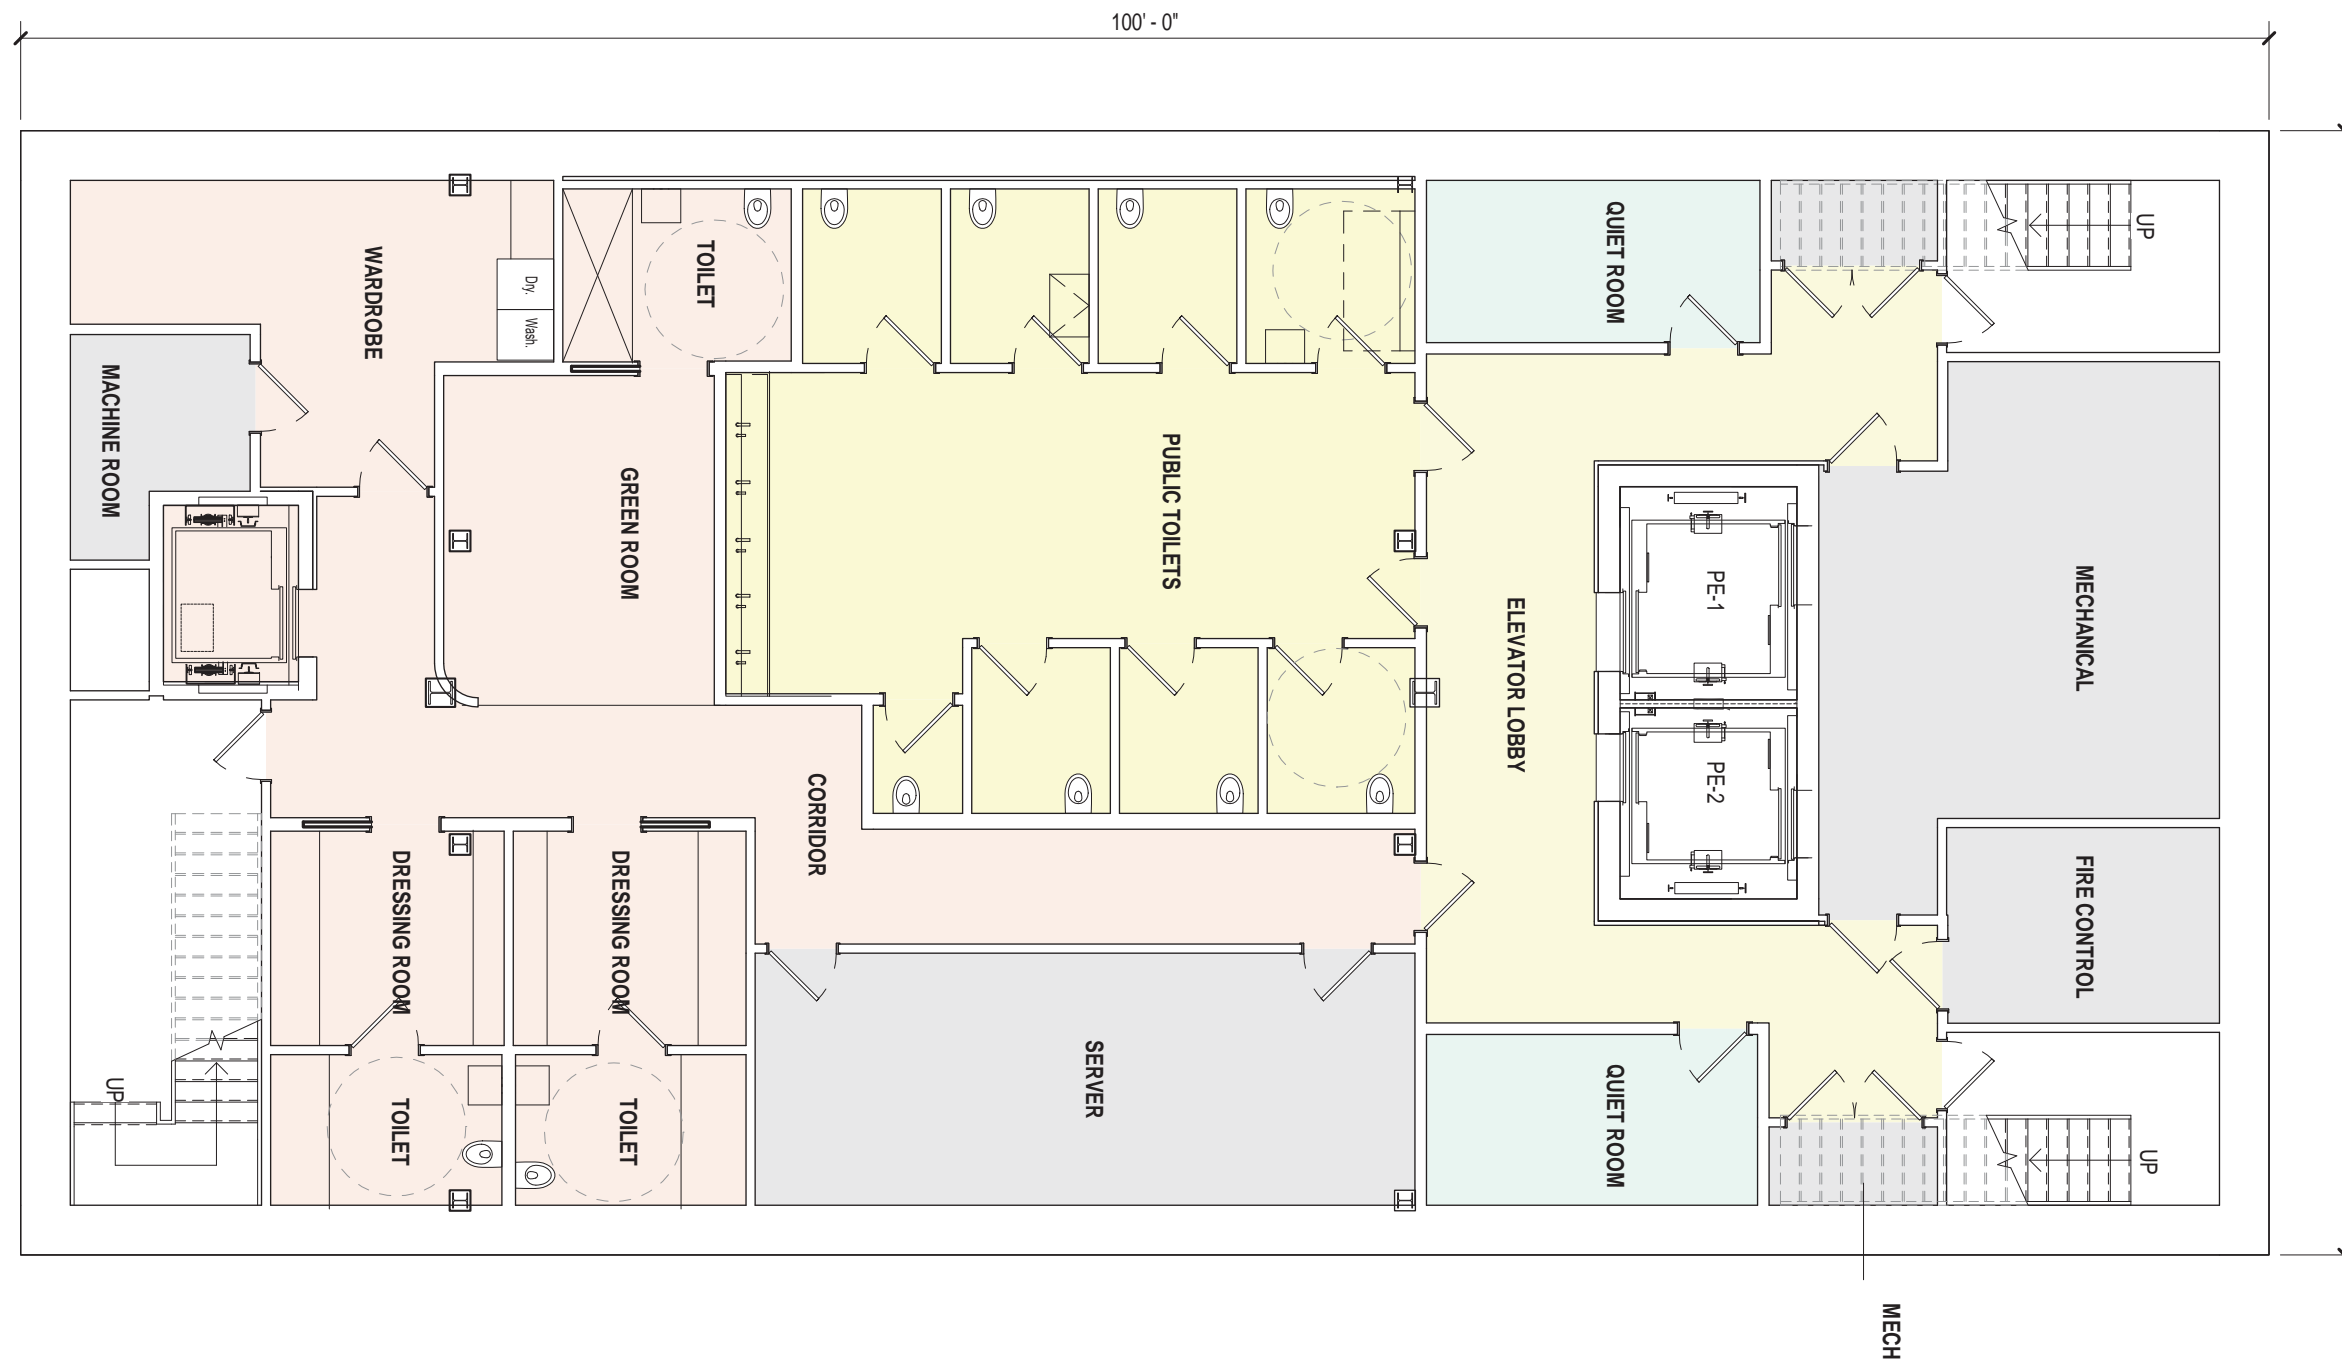 100' - 0"
WARDROBE
Dry.
Wash.
TOILET
QUIET ROOM
UP
MACHINE ROOM
GREEN ROOM
PUBLIC TOILETS
ELEVATOR LOBBY
PE-1
PE-2
MECHANICAL
CORRIDOR
DRESSING ROOM
DRESSING ROOM
FIRE CONTROL
SERVER
UP
TOILET
TOILET
QUIET ROOM
UP
MECH